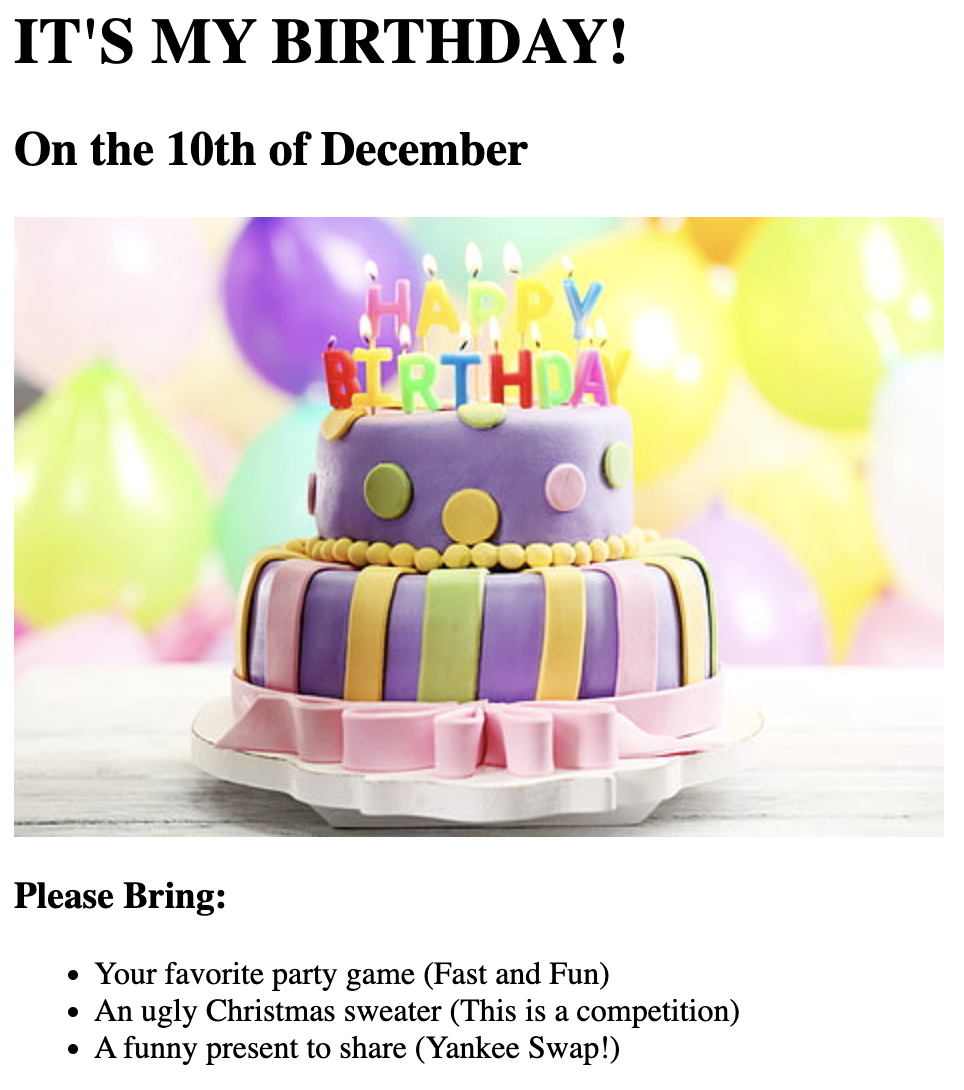 IT'S MY BIRTHDAY!
On the 10th of December
HAPPY
BIRTHDAY
Please Bring:
• Your favorite party game (Fast and Fun)
• An ugly Christmas sweater (This is a competition)
• A funny present to share (Yankee Swap!)